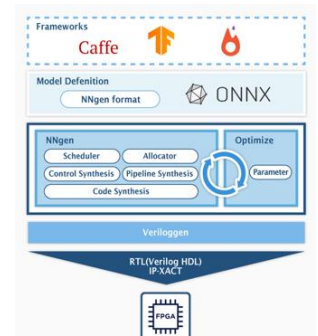 Frameworks
Caffe
Model Defenition
NNgen format
ONNX
NNgen
Optimize
Scheduler
Allocator
Control Synthesis
Pipeline Synthesis
Parameter
Code Synthesis
Veriloggen
RTL(Verilog HDL)
IP-XACT
FPGA